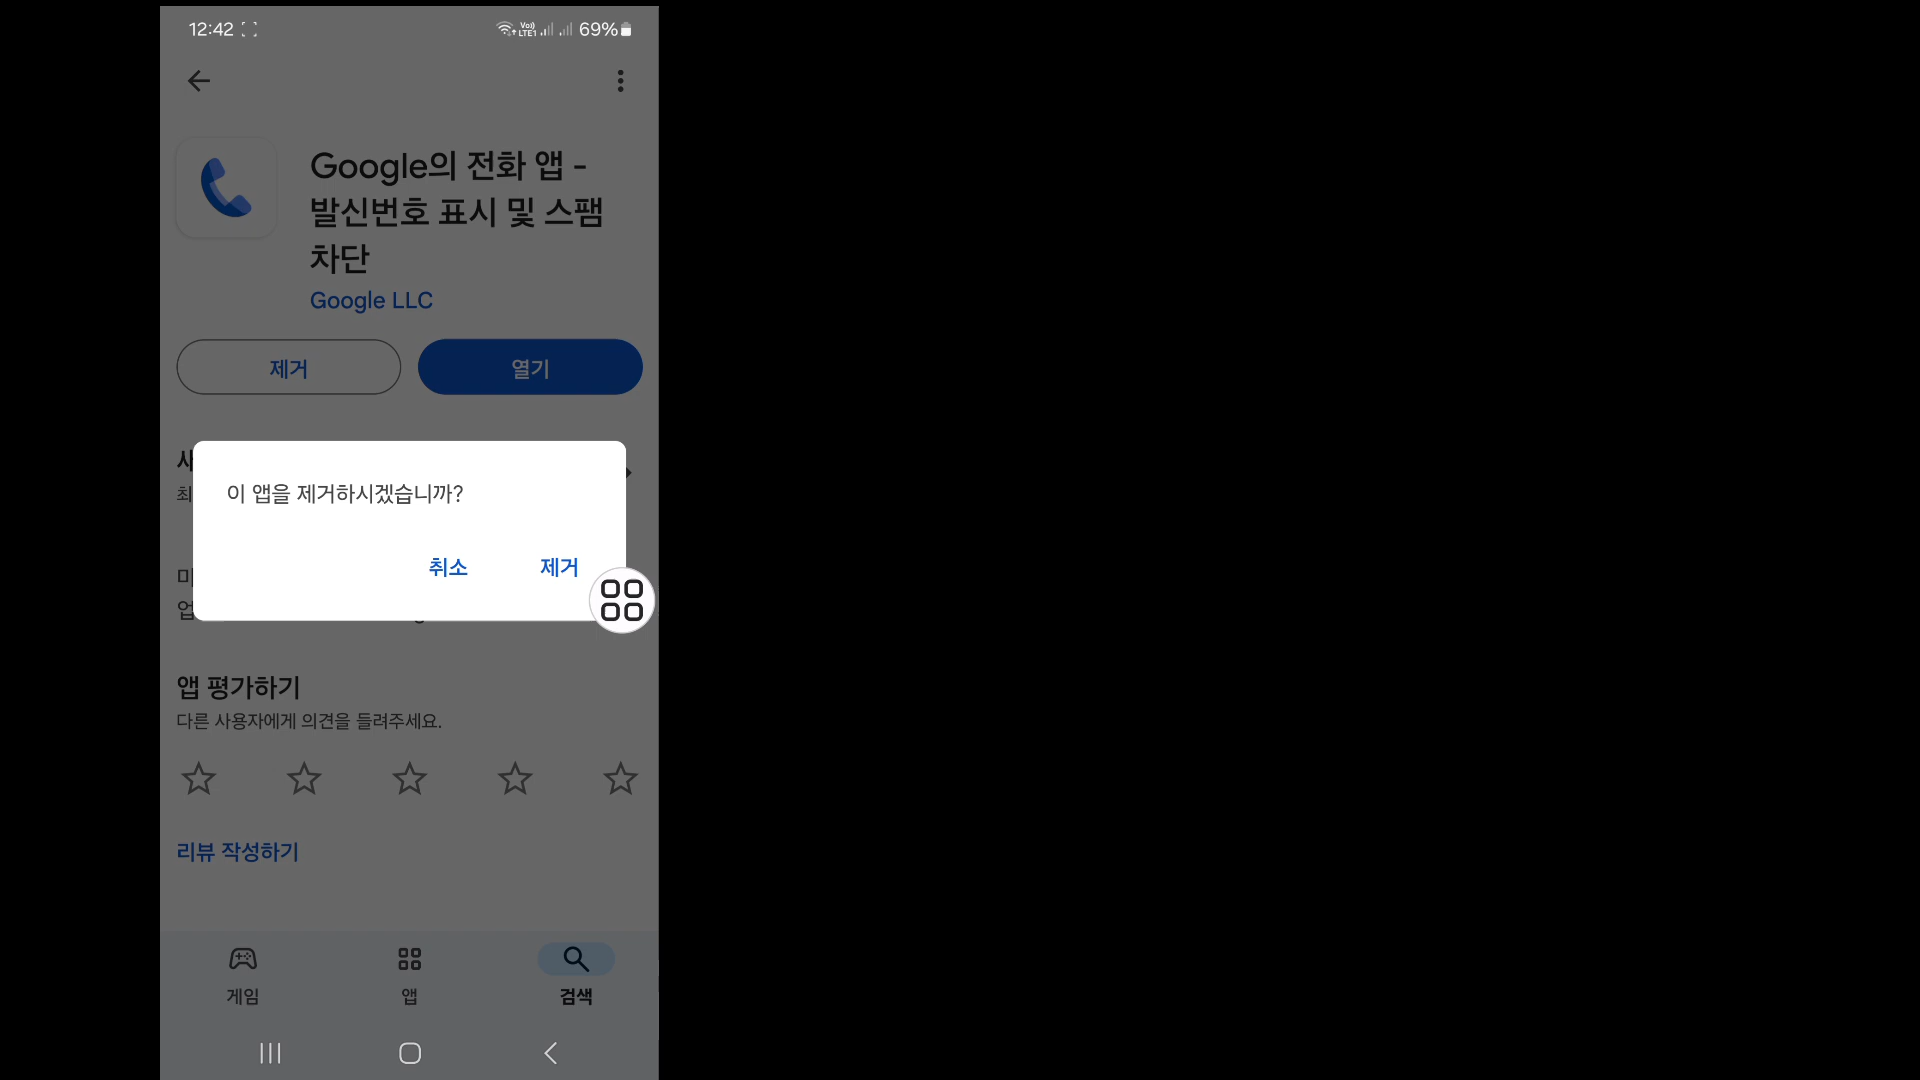 12:42
Vo))
LTE1
69%
Google의 전화 앱 -
발신번호 표시 및 스팸
차단
Google LLC
제거
열기
이 앱을 제거하시겠습니까?
취소
제거
앱 평가하기
다른 사용자에게 의견을 들려주세요.
리뷰 작성하기
게임
앱
검색